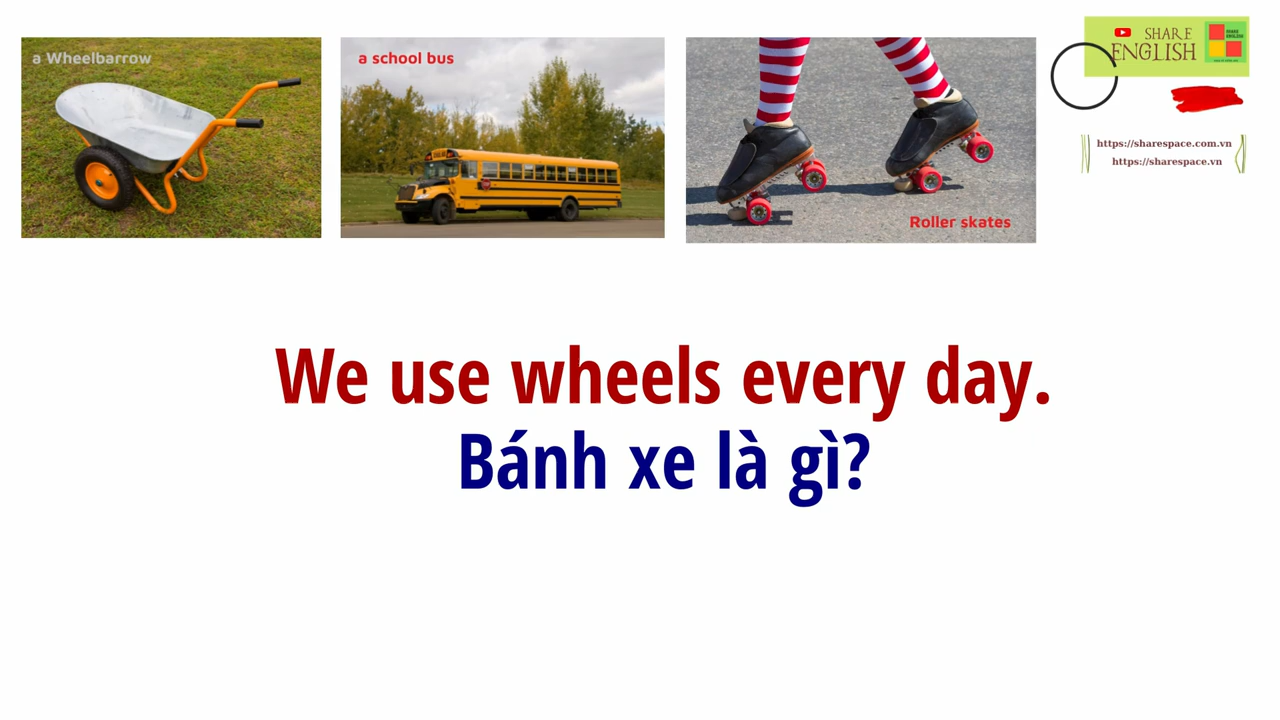 a Wheelbarrow
a school bus
Roller skates
SHARE
ENGLISH
https://sharespace.com.vn
https://sharespace.vn
We use wheels every day.
Bánh xe là gì?